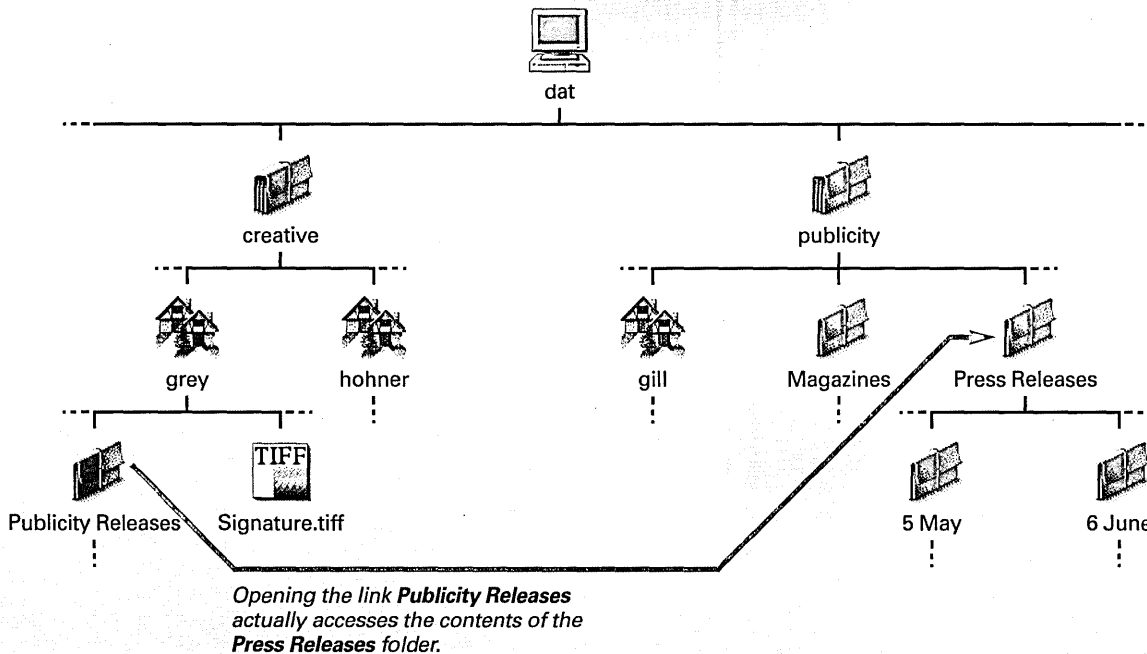 dat
creative
publicity
grey
hohner
gill
Magazines
Press Releases
TIFF
Publicity Releases
Signature.tiff
5 May
6 June
Opening the link Publicity Releases
actually accesses the contents of the
Press Releases folder.